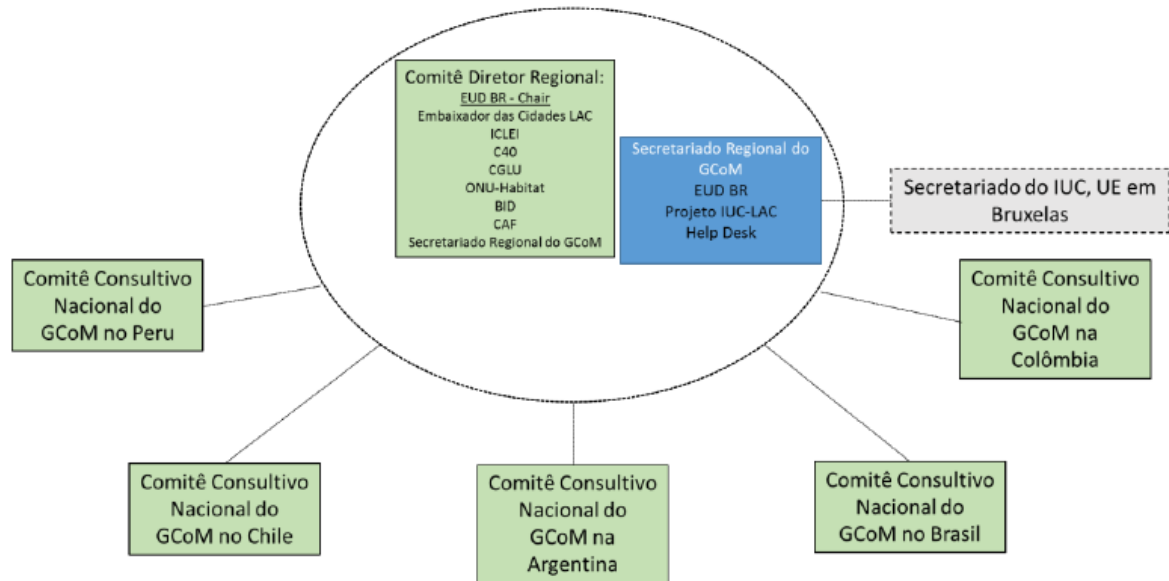 Comitê Diretor Regional:
EUD BR - Chair
Embaixador das Cidades LAC
ICLEI
C40
CGLU
ONU-Habitat
BID
CAF
Secretariado Regional do GCoM
Secretariado Regional do
GCoM
EUD BR
Projeto IUC-LAC
Help Desk
Secretariado do IUC, UE em
Bruxelas
Comitê Consultivo
Nacional do
GCoM no Peru
Comitê Consultivo
Nacional do
GCoM na
Colômbia
Comitê Consultivo
Nacional do
GCoM no Chile
Comitê Consultivo
Nacional do
GCoM na
Argentina
Comitê Consultivo
Nacional do
GCoM no Brasil